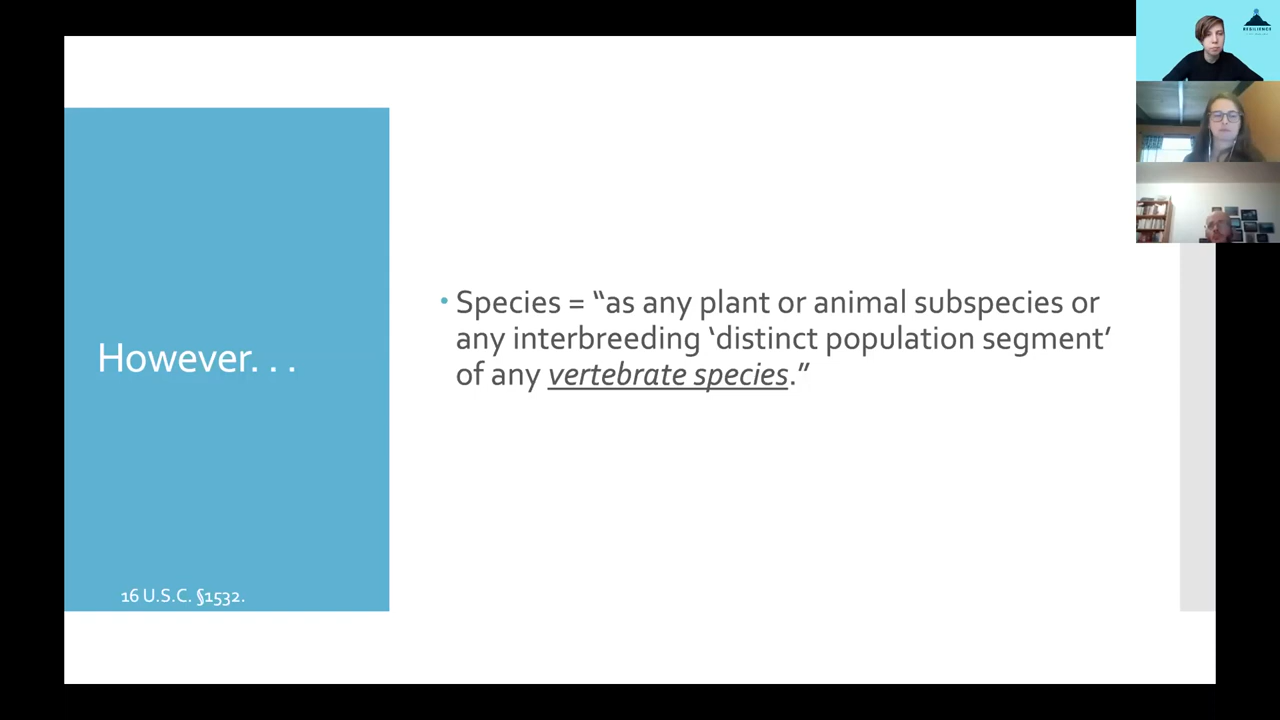 However. . .
16 U.S.C. §1532.
• Species = “as any plant or animal subspecies or
any interbreeding ‘distinct population segment’
of any vertebrate species.”
RESILIENCE